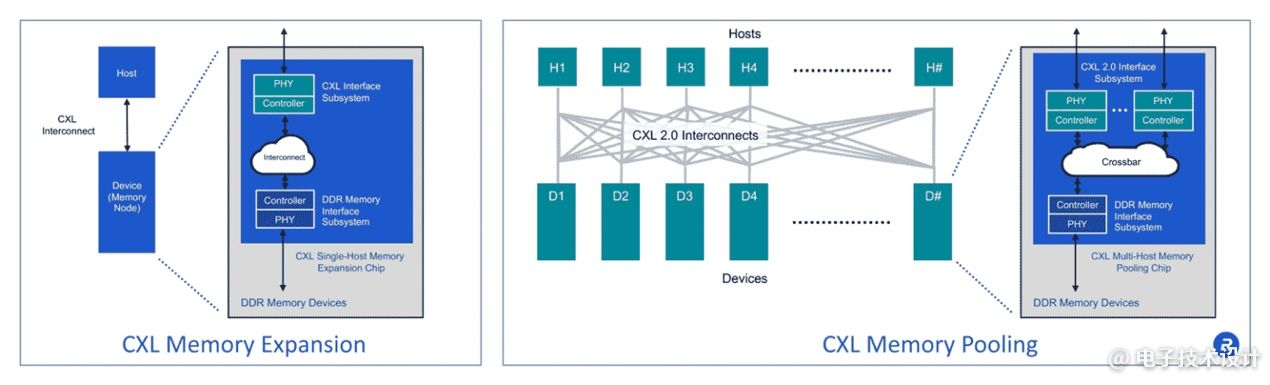 Host
CXL
Interconnect
Device
(Memory
Node)
PHY
Controller
CXL Interface
Subsystem
Interconnect
Controller
PHY
DDR Memory
Interface
Subsystem
CXL Single-Host Memory
Expansion Chip
DDR Memory Devices
CXL Memory Expansion
Hosts
H1 H2 H3 H4 H#
CXL 2.0 Interconnects
D1 D2 D3 D4 D#
Devices
CXL 2.0 Interface
Subsystem
PHY ... PHY
Controller Controller
Crossbar
Controller
PHY
DDR Memory
Interface
Subsystem
CXL Multi-Host Memory
Pooling Chip
DDR Memory Devices
CXL Memory Pooling
@电子技术设计